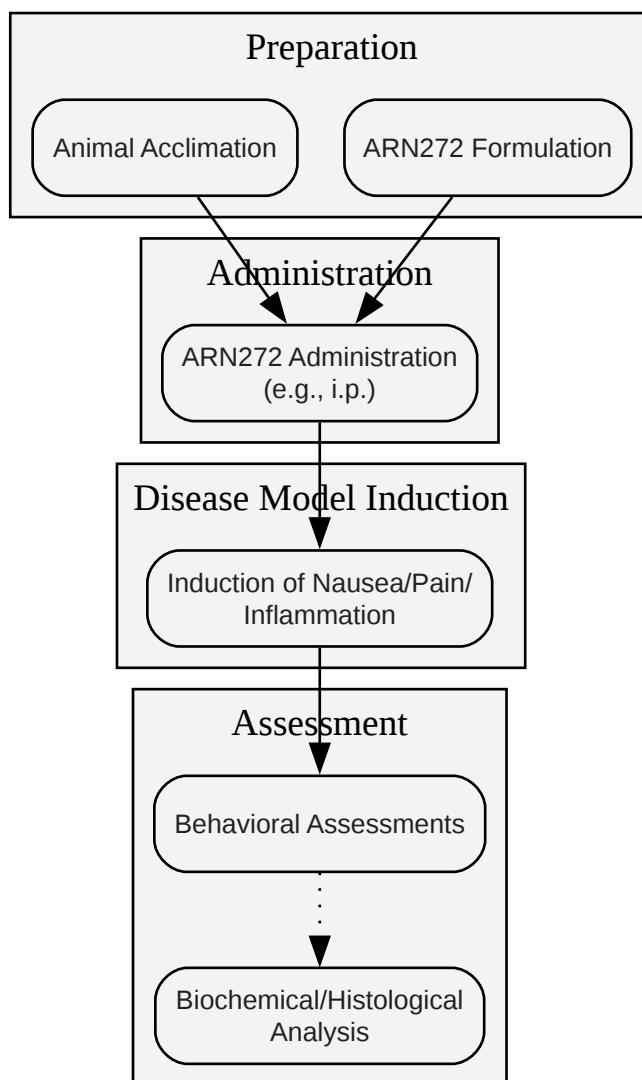 Preparation
Animal Acclimation
ARN272 Formulation
Administration
ARN272 Administration
(e.g., i.p.)
Disease Model Induction
Induction of Nausea/Pain/
Inflammation
Assessment
Behavioral Assessments
Biochemical/Histological
Analysis